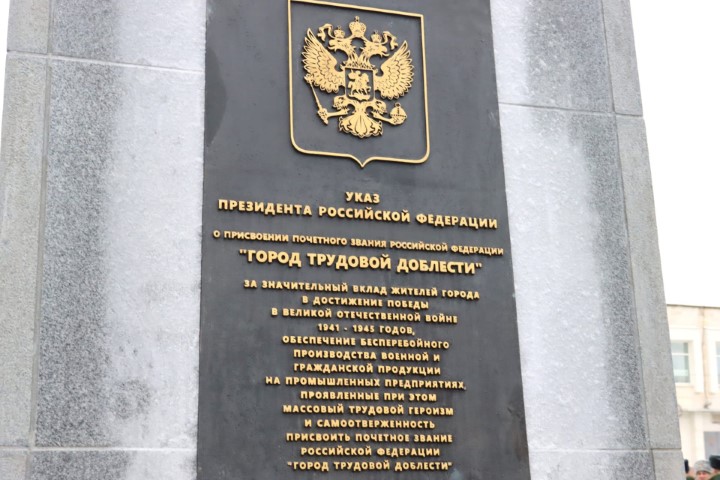 УКАЗ
ПРЕЗИДЕНТА РОССИЙСКОЙ ФЕДЕРАЦИИ
О ПРИСВОЕНИИ ПОЧЕТНОГО ЗВАНИЯ РОССИЙСКОЙ ФЕДЕРАЦИИ
"ГОРОД ТРУДОВОЙ ДОБЛЕСТИ"
ЗА ЗНАЧИТЕЛЬНЫЙ ВКЛАД ЖИТЕЛЕЙ ГОРОДА
В ДОСТИЖЕНИЕ ПОБЕДЫ
В ВЕЛИКОЙ ОТЕЧЕСТВЕННОЙ ВОЙНЕ
1941 - 1945 ГОДОВ,
ОБЕСПЕЧЕНИЕ БЕСПЕРЕБОЙНОГО
ПРОИЗВОДСТВА ВОЕННОЙ И
ГРАЖДАНСКОЙ ПРОДУКЦИИ
НА ПРОМЫШЛЕННЫХ ПРЕДПРИЯТИЯХ,
ПРОЯВЛЕННЫЕ ПРИ ЭТОМ
МАССОВЫЙ ТРУДОВОЙ ГЕРОИЗМ
И САМООТВЕРЖЕННОСТЬ
ПРИСВОИТЬ ПОЧЕТНОЕ ЗВАНИЕ
РОССИЙСКОЙ ФЕДЕРАЦИИ
"ГОРОД ТРУДОВОЙ ДОБЛЕСТИ"